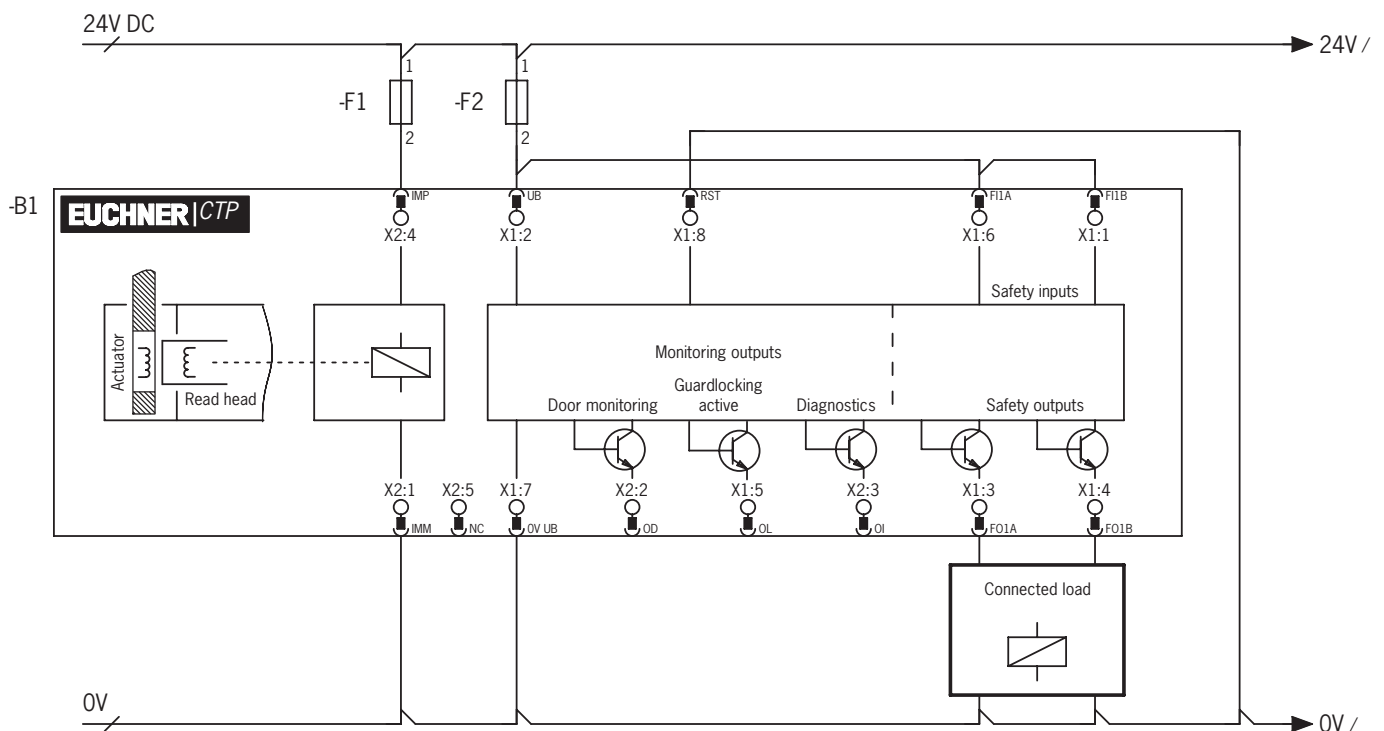 24V DC
24V /
1
1
-F1
-F2
2
2
-B1
EUCHNER|CTP
IMP
UB
RST
FI1A
FI1B
X2:4
X1:2
X1:8
X1:6
X1:1
Safety inputs
Actuator
Read head
Monitoring outputs
Door monitoring
Guardlocking
active
Diagnostics
Safety outputs
X2:1
X2:5
X1:7
X2:2
X1:5
X2:3
X1:3
X1:4
IMM
NC
0V UB
OD
OL
OI
FO1A
FO1B
Connected load
0V
0V /